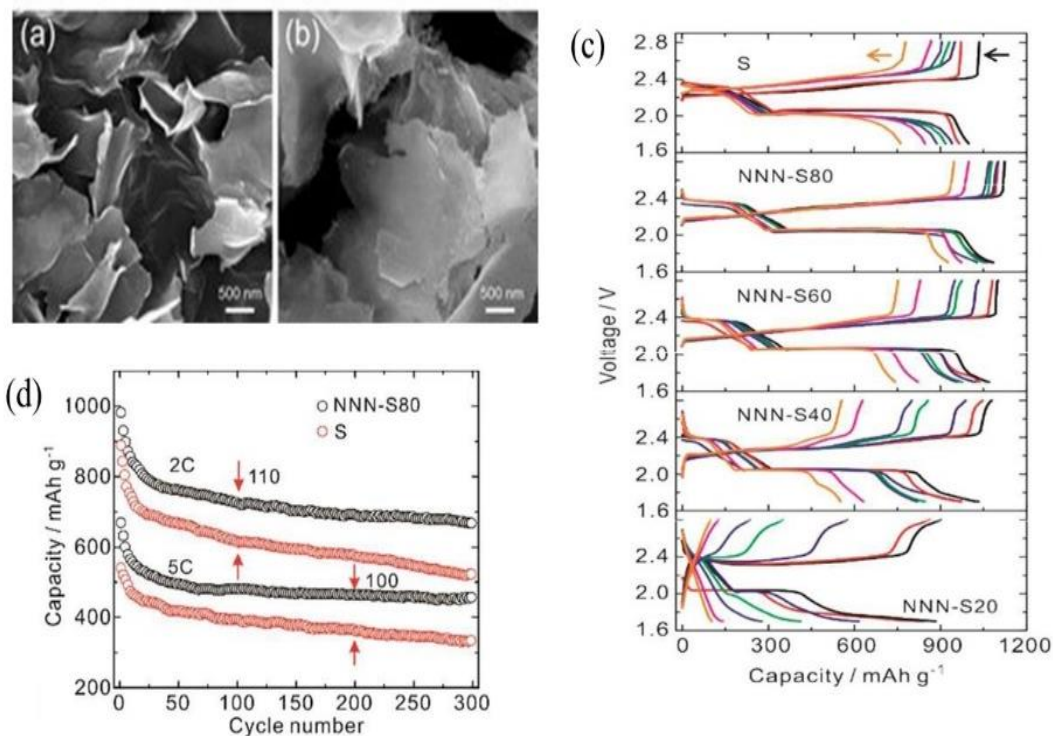 (a)
500 nm
(b)
500 nm
(c)
Voltage / V
2.8
2.4
2.0
1.6
S
2.4
2.0
1.6
NNN-S80
2.4
2.0
1.6
NNN-S60
2.4
2.0
1.6
NNN-S40
2.4
2.0
1.6
NNN-S20
0 300 600 900 1200
Capacity / mAh g⁻¹
(d)
Capacity / mAh g⁻¹
1000
800
600
400
200
NNN-S80
S
2C
110
5C
100
0 50 100 150 200 250 300
Cycle number